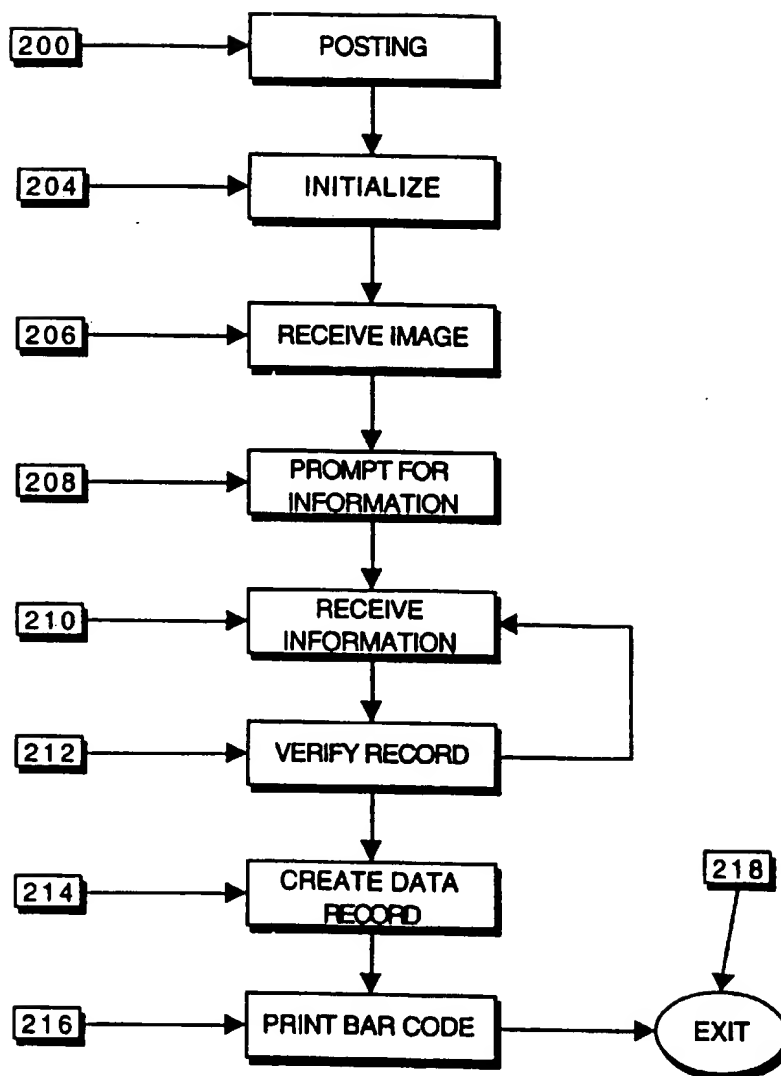 200 POSTING
204 INITIALIZE
206 RECEIVE IMAGE
208 PROMPT FOR
INFORMATION
210 RECEIVE
INFORMATION
212 VERIFY RECORD
214 CREATE DATA
RECORD
218
216 PRINT BAR CODE EXIT